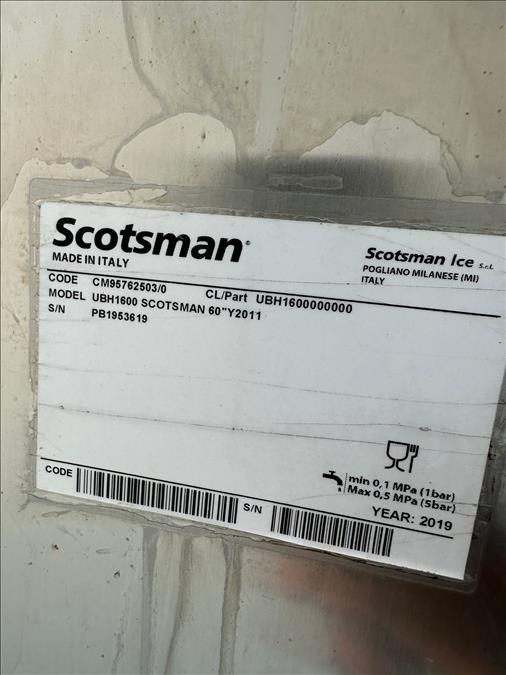 Scotsman®
MADE IN ITALY
Scotsman Ice S.r.L
POGLIANO MILANESE (MI)
ITALY
CODE CM95762503/0 CL/Part UBH1600000000
MODEL UBH1600 SCOTSMAN 60"Y2011
S/N PB1953619
min 0,1 MPa (1bar)
Max 0,5 MPa (5bar)
YEAR: 2019
CODE S/N